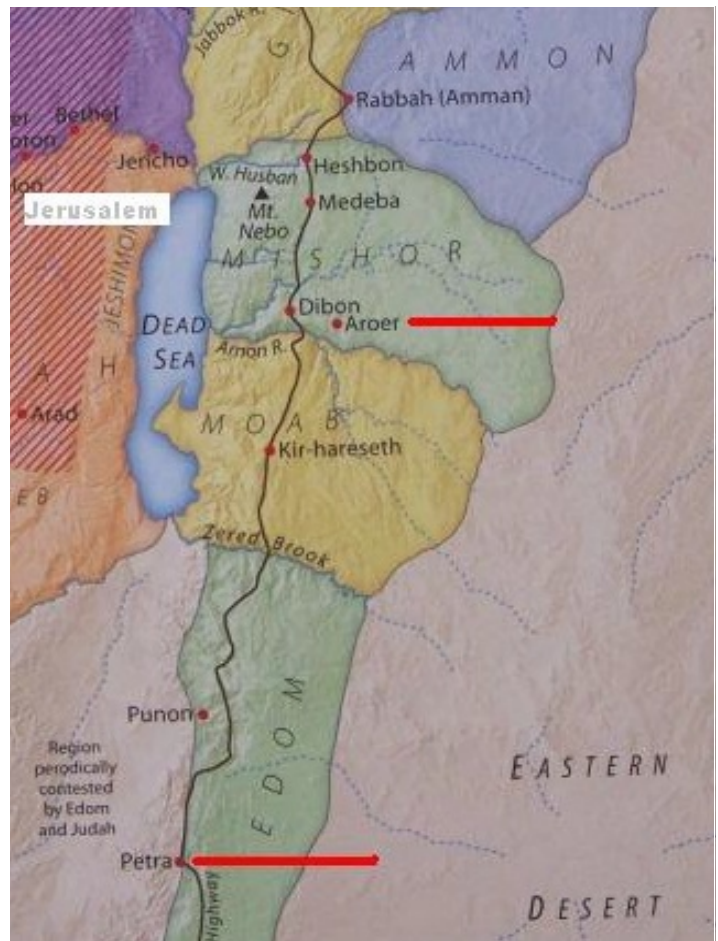 Jabbok R.
G
A M M O N
Rabbah (Amman)
Bethel
Jericho
Heshbon
W. Husban
Medeba
Mt.
Nebo
Jerusalem
M I S H O R
JESHIMON
Dibon
Aroer
DEAD
SEA
Arnon R.
A H
Arad
M O A B
Kir-hareseth
E B
Zered Brook
E D O M
Punon
Region
perodically
contested
by Edom
and Judah
EASTERN
Petra
Highway
DESERT